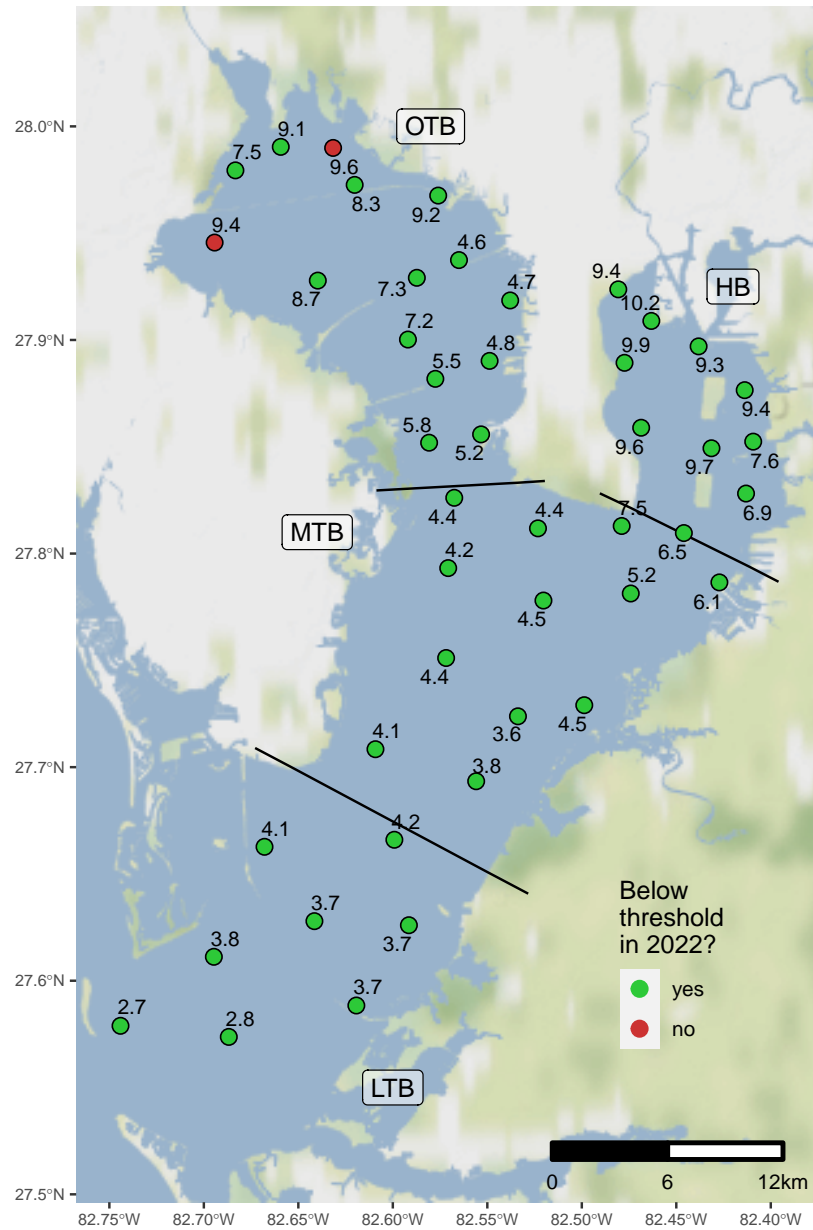 28.0°N
27.9°N
27.8°N
27.7°N
27.6°N
27.5°N
OTB
9.1
7.5
9.6
8.3
9.2
9.4
4.6
8.7
7.3
4.7
9.4
10.2
HB
7.2
4.8
9.9
9.3
5.5
9.4
5.8
5.2
9.6
9.7
7.6
6.9
MTB
4.4
4.4
7.5
6.5
4.2
4.5
5.2
6.1
4.4
4.1
3.6
4.5
3.8
4.1
4.2
3.7
3.7
3.8
3.7
2.7
2.8
LTB
Below
threshold
in 2022?
yes
no
0 6 12km
82.75°W 82.70°W 82.65°W 82.60°W 82.55°W 82.50°W 82.45°W 82.40°W